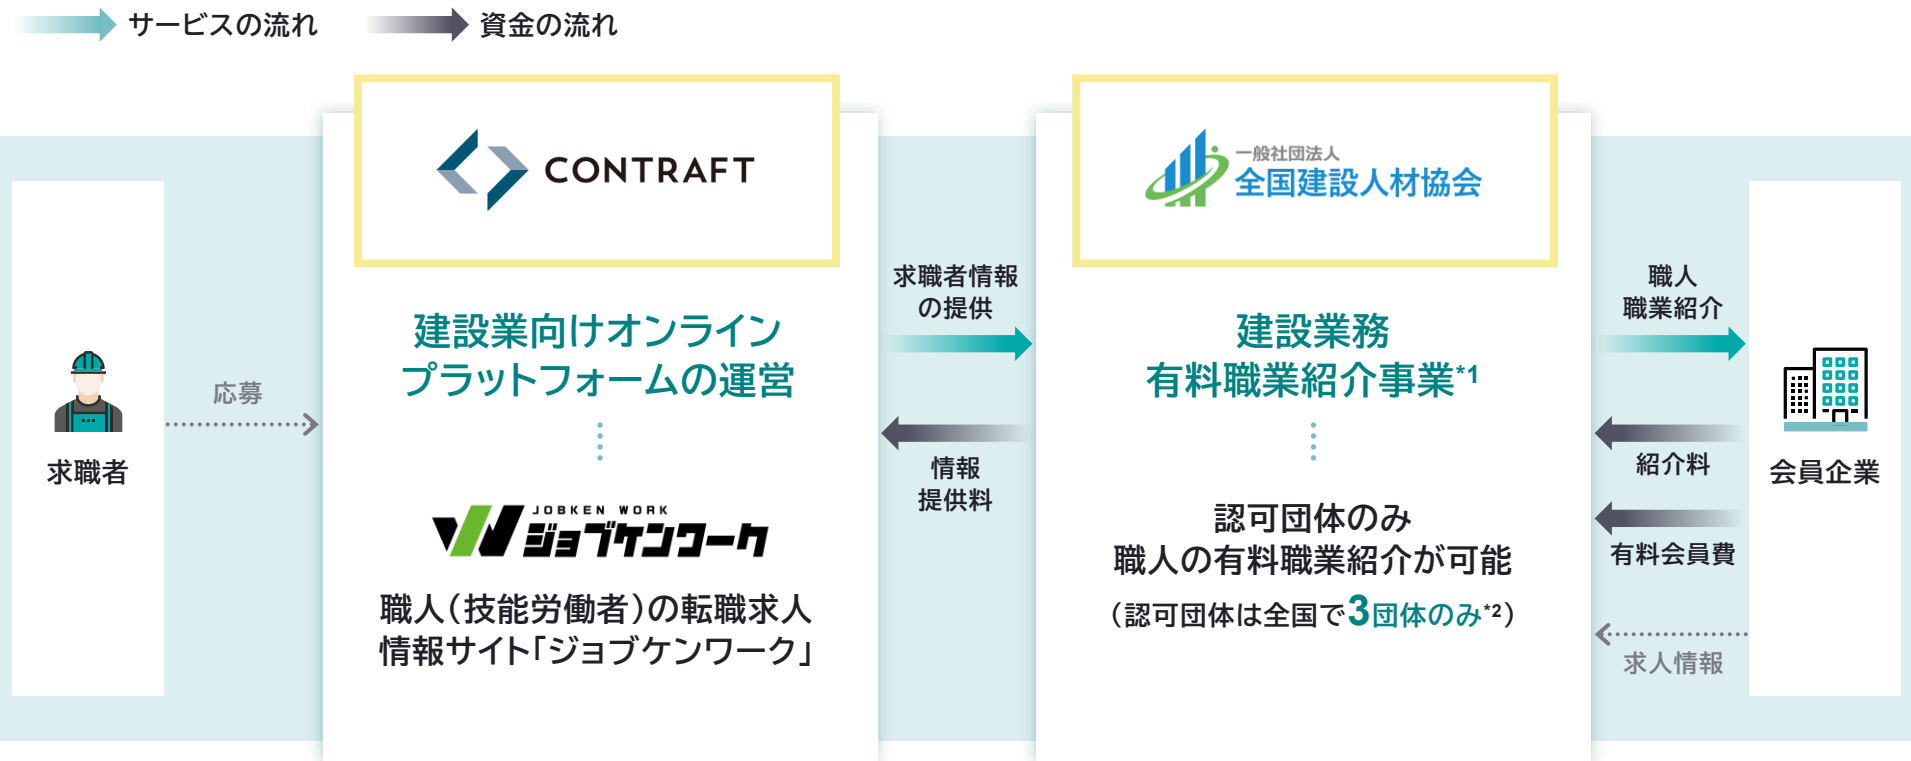 サービスの流れ
資金の流れ
CONTRAFT
一般社団法人
全国建設人材協会
求職者
応募
建設業向けオンライン
プラットフォームの運営
JOBKEN WORK
ジョブケンワーク
職人（技能労働者）の転職求人
情報サイト「ジョブケンワーク」
求職者情報
の提供
情報
提供料
建設業務
有料職業紹介事業*1
認可団体のみ
職人の有料職業紹介が可能
（認可団体は全国で3団体のみ*2）
職人
職業紹介
紹介料
有料会員費
求人情報
会員企業